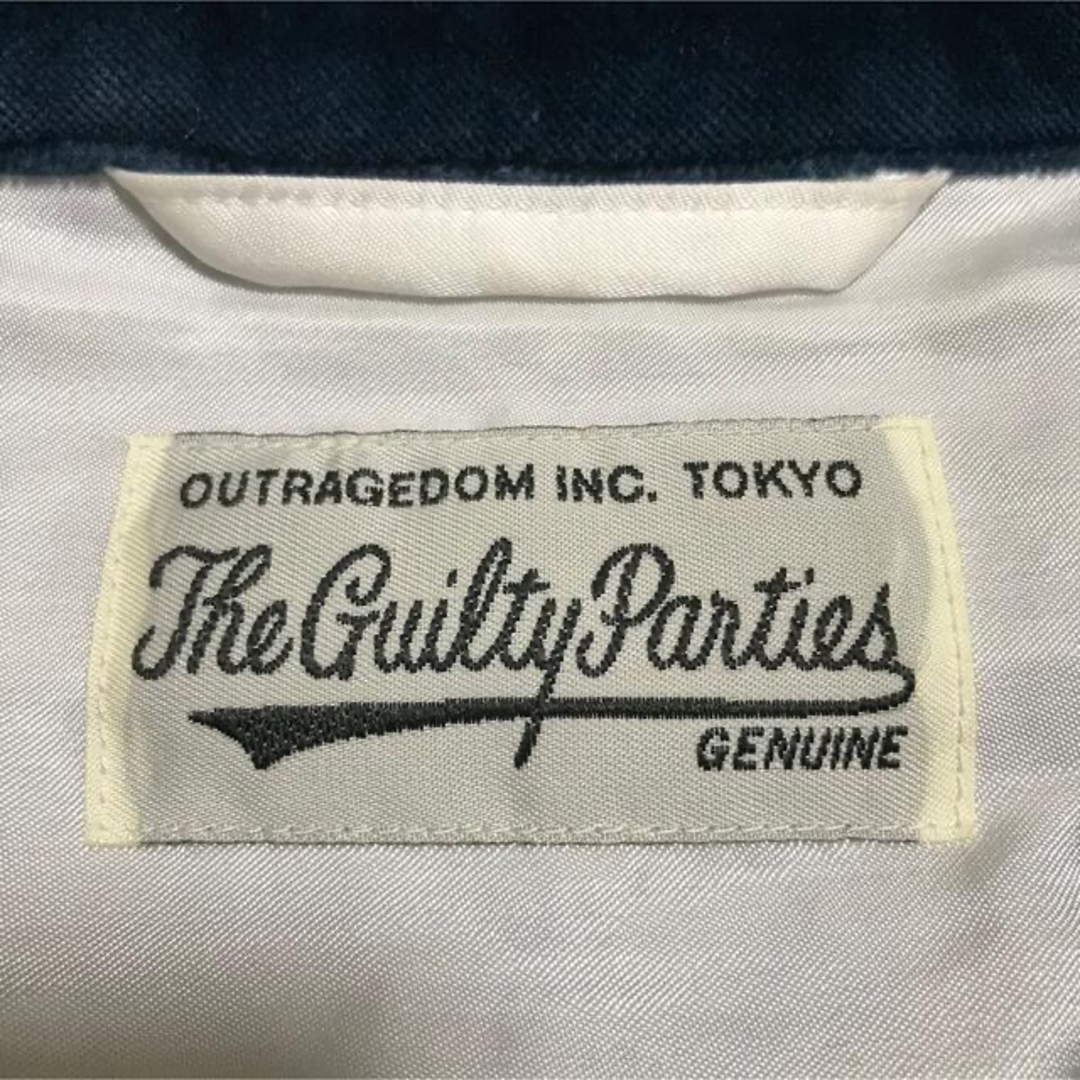 OUTRAGEDOM INC. TOKYO
The Guilty Parties
GENUINE